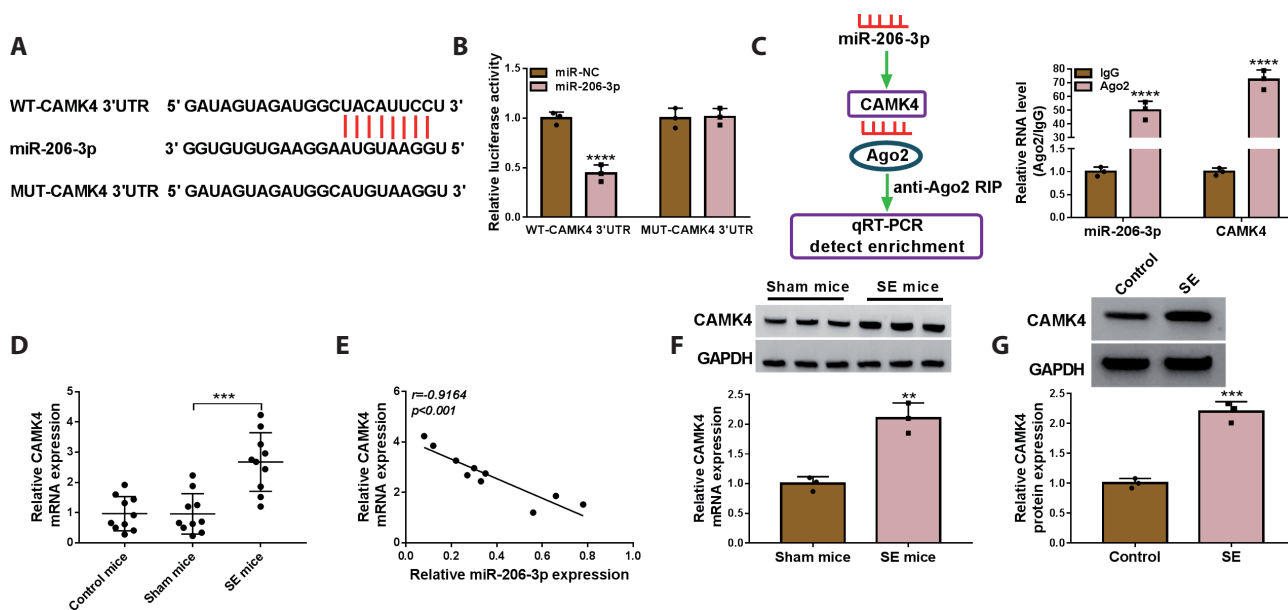 A
WT-CAMK4 3'UTR 5' GAUAGUAGAUGGCUACAUUCCU 3'
miR-206-3p 3' GGUGUGUGAAGGAAUGUAAGGU 5'
MUT-CAMK4 3'UTR 5' GAUAGUAGAUGGCAUGUAAGGU 3'
B
Relative luciferase activity
1.5
1.0
0.5
0.0
miR-NC
miR-206-3p
****
WT-CAMK4 3'UTR
MUT-CAMK4 3'UTR
C
miR-206-3p
CAMK4
Ago2
anti-Ago2 RIP
qRT-PCR
detect enrichment
Relative RNA level
(Ago2/IgG)
80
70
60
50
40
30
1.5
1.0
0.5
0.0
IgG
Ago2
****
****
miR-206-3p
CAMK4
D
Relative CAMK4
mRNA expression
5
4
3
2
1
0
***
Control mice
Sham mice
SE mice
E
Relative CAMK4
mRNA expression
6
4
2
0
r=-0.9164
p<0.001
0.0
0.2
0.4
0.6
0.8
1.0
Relative miR-206-3p expression
F
Sham mice
SE mice
CAMK4
GAPDH
Relative CAMK4
mRNA expression
2.5
2.0
1.5
1.0
0.5
0.0
**
Sham mice
SE mice
G
Control
SE
CAMK4
GAPDH
Relative CAMK4
protein expression
2.5
2.0
1.5
1.0
0.5
0.0
***
Control
SE